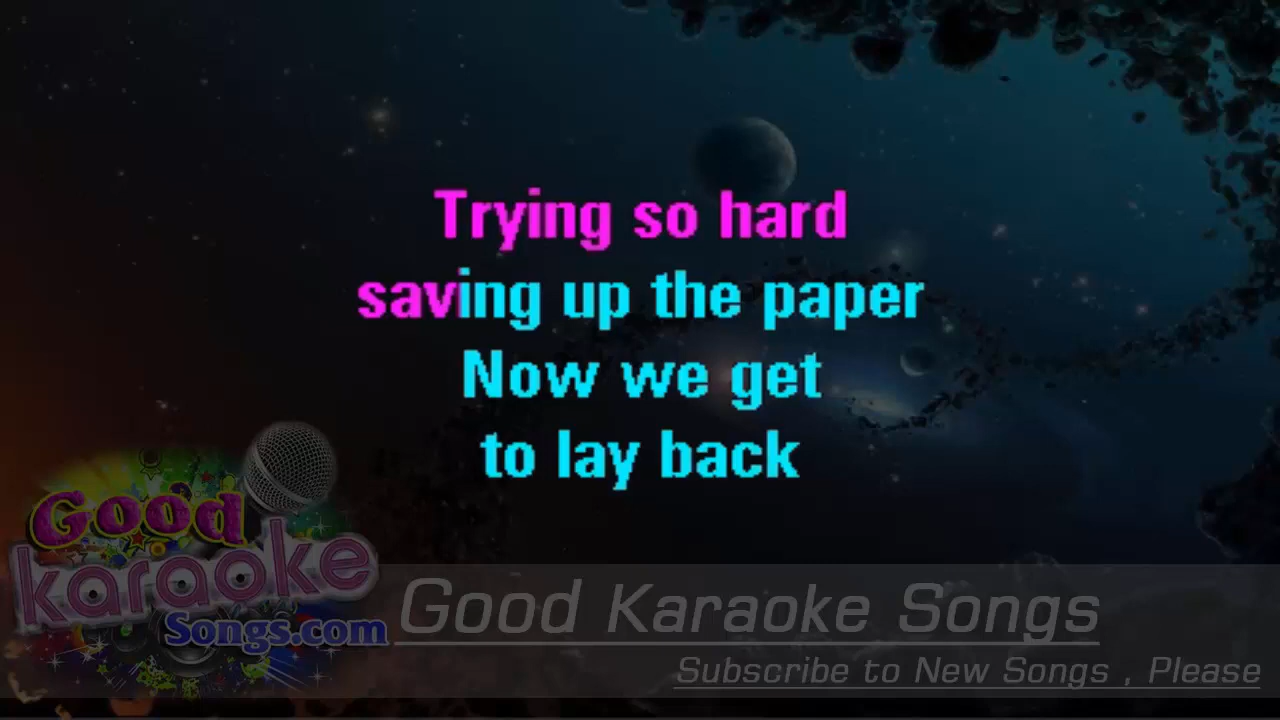 Trying so hard
saving up the paper
Now we get
to lay back
Good
karaoke
Songs.com
Good Karaoke Songs
Subscribe to New Songs , Please